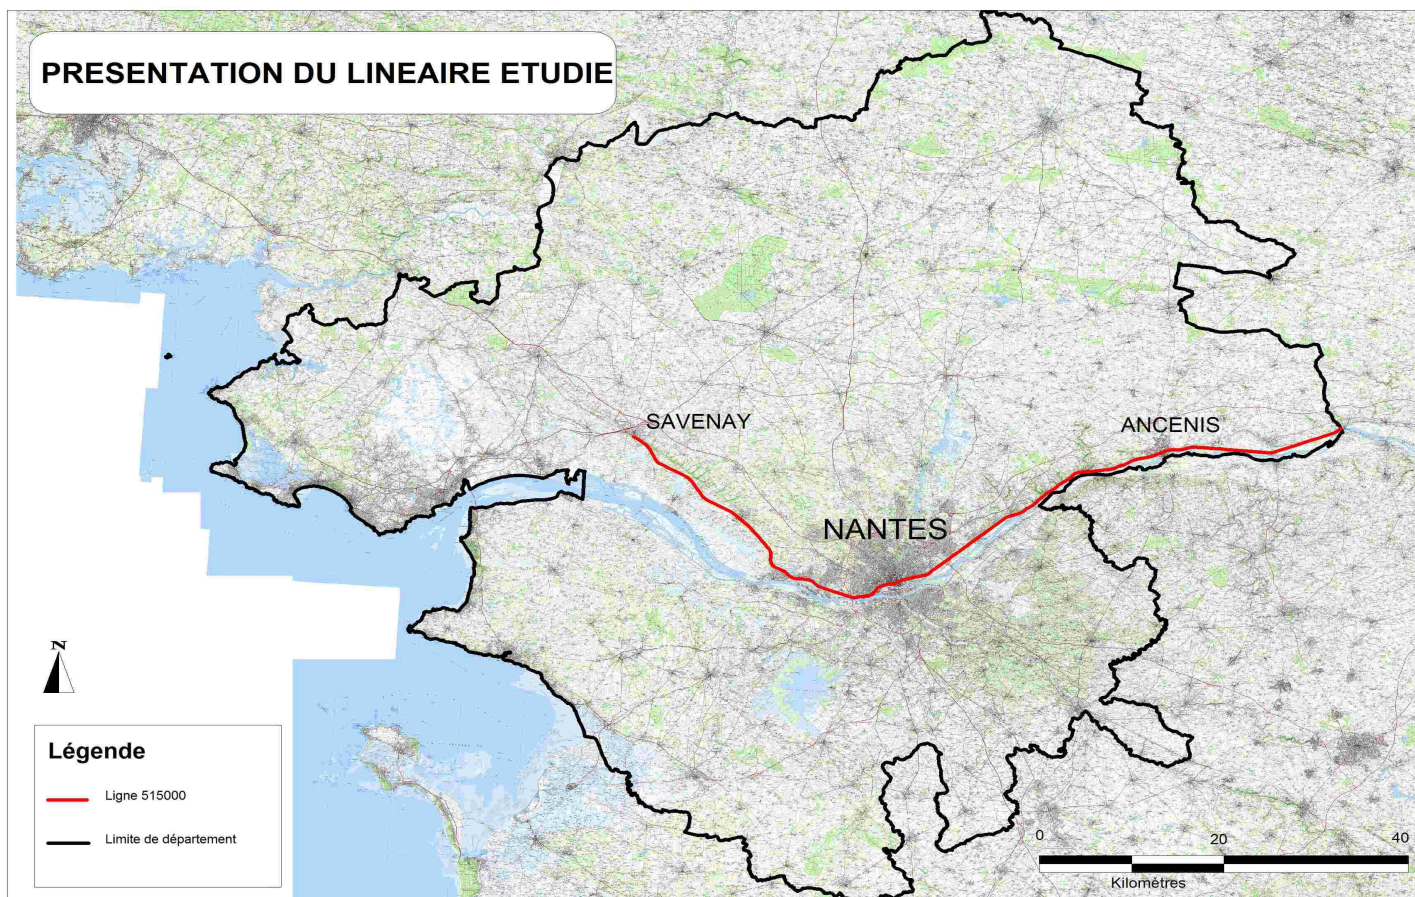 PRESENTATION DU LINEAIRE ETUDIE
SAVENAY
ANCENIS
NANTES
N
Légende
Ligne 515000
Limite de département
0 20 40
Kilomètres